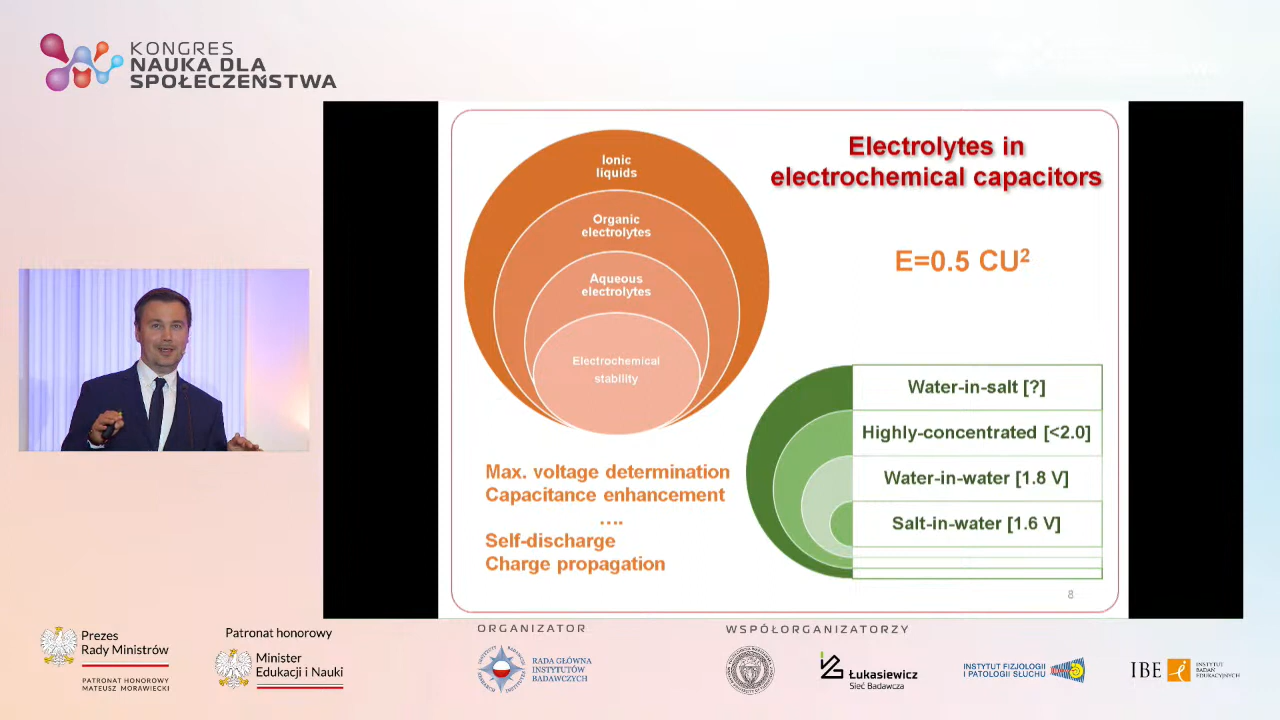 KONGRES
NAUKA DLA
SPOŁECZEŃSTWA
Ionic
liquids
Organic
electrolytes
Aqueous
electrolytes
Electrochemical
stability
Electrolytes in
electrochemical capacitors
E=0.5 CU²
Water-in-salt [?]
Highly-concentrated [<2.0]
Water-in-water [1.8 V]
Salt-in-water [1.6 V]
Max. voltage determination
Capacitance enhancement
....
Self-discharge
Charge propagation
8
Prezes
Rady Ministrów
PATRONAT HONOROWY
MATEUSZ MORAWIECKI
Patronat honorowy
Minister
Edukacji i Nauki
ORGANIZATOR
RADA GŁÓWNA
INSTYTUTÓW
BADAWCZYCH
WSPÓŁORGANIZATORZY
Łukasiewicz
Sieć Badawcza
INSTYTUT FIZJOLOGII
I PATOLOGII SŁUCHU
IBE
INSTYTUT
BADAŃ
EDUKACYJNYCH